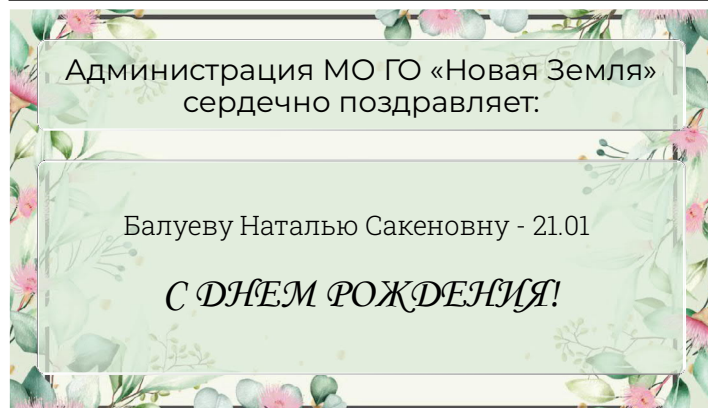 Администрация МО ГО «Новая Земля»
сердечно поздравляет:
Балуеву Наталью Сакеновну - 21.01
С ДНЕМ РОЖДЕНИЯ!